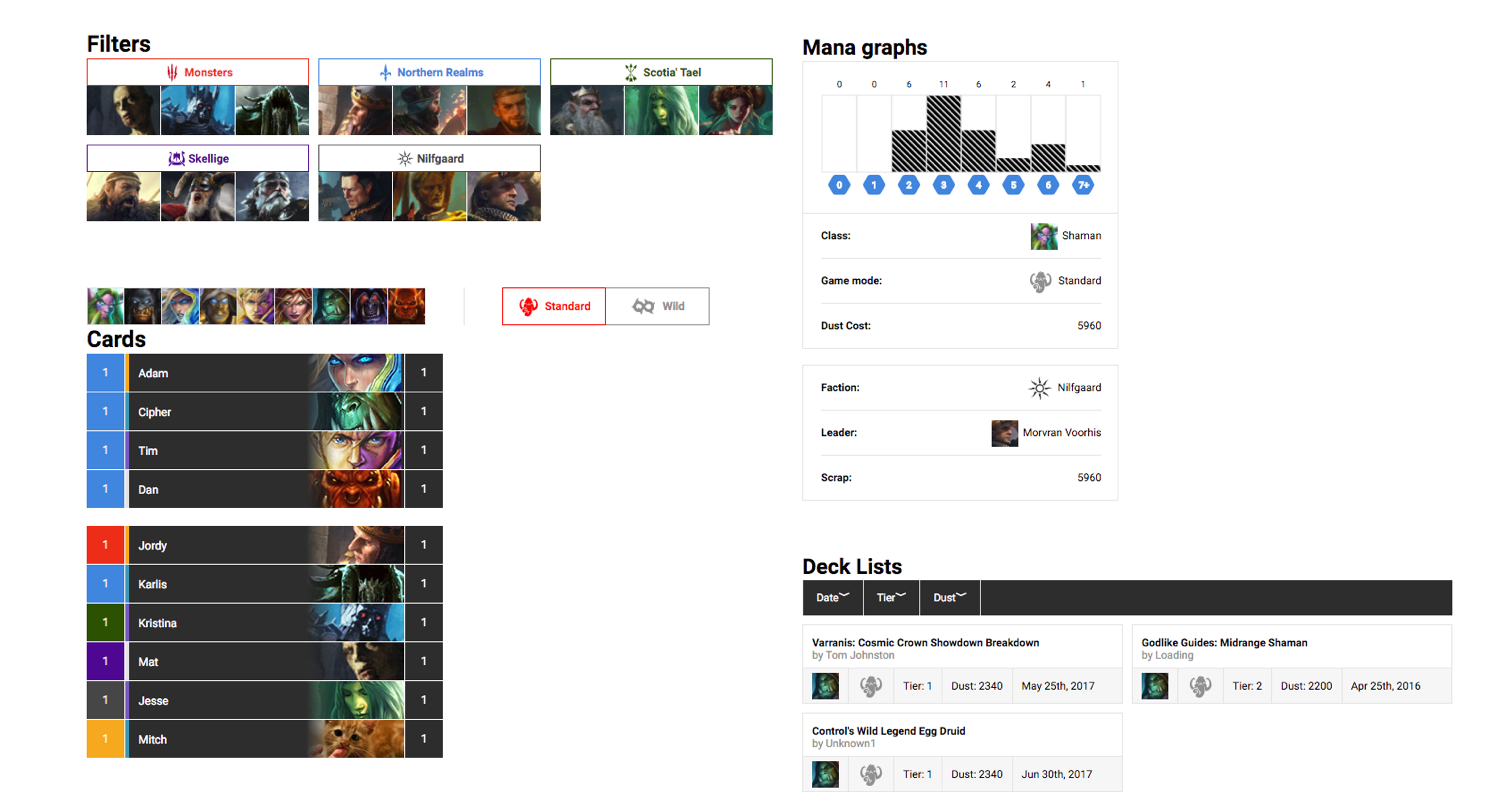 Filters
Monsters
Northern Realms
Scotia' Tael
Skellige
Nilfgaard
Standard
Wild
Cards
1 Adam 1
1 Cipher 1
1 Tim 1
1 Dan 1
1 Jordy 1
1 Karlis 1
1 Kristina 1
1 Mat 1
1 Jesse 1
1 Mitch 1
Mana graphs
0 0 6 11 6 2 4 1
0 1 2 3 4 5 6 7+
Class: Shaman
Game mode: Standard
Dust Cost: 5960
Faction: Nilfgaard
Leader: Morvran Voorhis
Scrap: 5960
Deck Lists
Date Tier Dust
Varranis: Cosmic Crown Showdown Breakdown
by Tom Johnston
Tier: 1 Dust: 2340 May 25th, 2017
Godlike Guides: Midrange Shaman
by Loading
Tier: 2 Dust: 2200 Apr 25th, 2016
Control's Wild Legend Egg Druid
by Unknown1
Tier: 1 Dust: 2340 Jun 30th, 2017